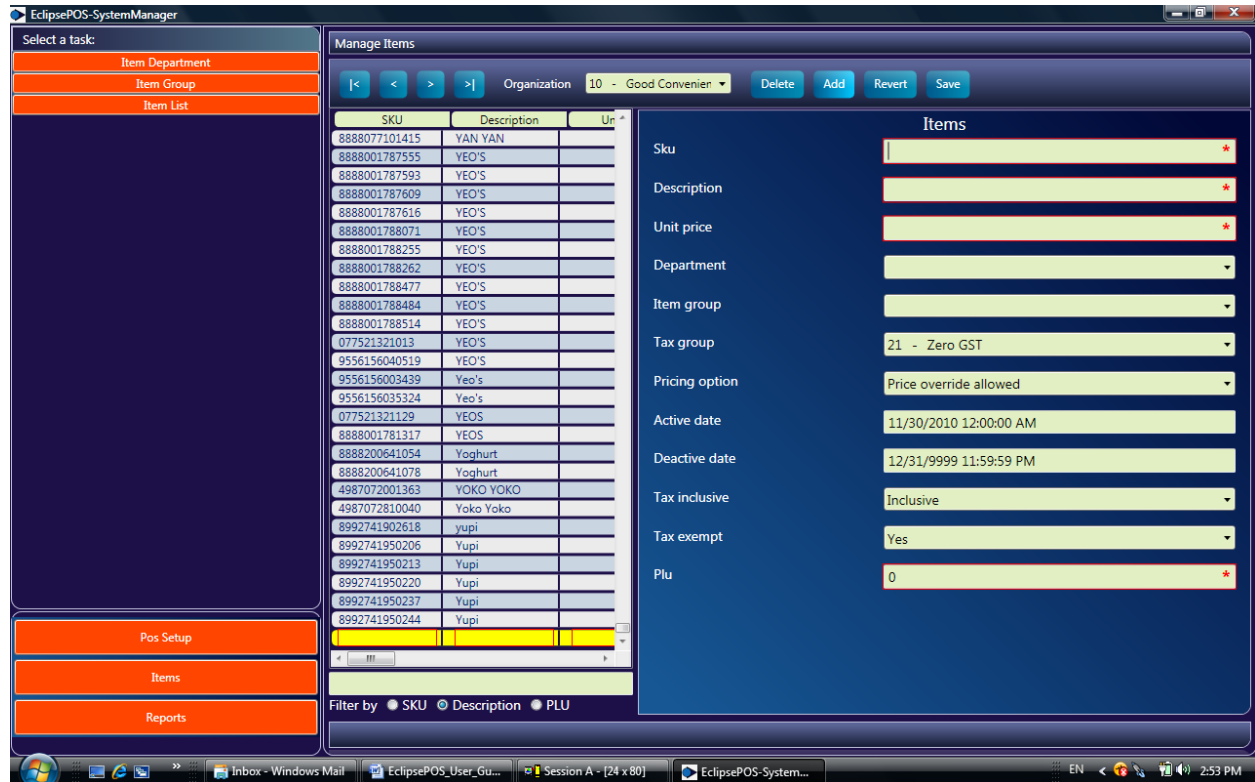 EclipsePOS-SystemManager
Select a task:
Item Department
Item Group
Item List
Pos Setup
Items
Reports
Manage Items
|< < > >| Organization 10 - Good Convenien Delete Add Revert Save
SKU Description Un
8888077101415 YAN YAN
8888001787555 YEO'S
8888001787593 YEO'S
8888001787609 YEO'S
8888001787616 YEO'S
8888001788071 YEO'S
8888001788255 YEO'S
8888001788262 YEO'S
8888001788477 YEO'S
8888001788484 YEO'S
8888001788514 YEO'S
077521321013 YEO'S
9556156040519 YEO'S
9556156003439 Yeo's
9556156035324 Yeo's
077521321129 YEOS
8888001781317 YEOS
8888200641054 Yoghurt
8888200641078 Yoghurt
4987072001363 YOKO YOKO
4987072810040 Yoko Yoko
8992741902618 yupi
8992741950206 Yupi
8992741950213 Yupi
8992741950220 Yupi
8992741950237 Yupi
8992741950244 Yupi
Filter by SKU Description PLU
Items
Sku *
Description *
Unit price *
Department
Item group
Tax group 21 - Zero GST
Pricing option Price override allowed
Active date 11/30/2010 12:00:00 AM
Deactive date 12/31/9999 11:59:59 PM
Tax inclusive Inclusive
Tax exempt Yes
Plu 0 *
Inbox - Windows Mail EclipsePOS_User_Gu... Session A - [24 x 80] EclipsePOS-System... EN 2:53 PM